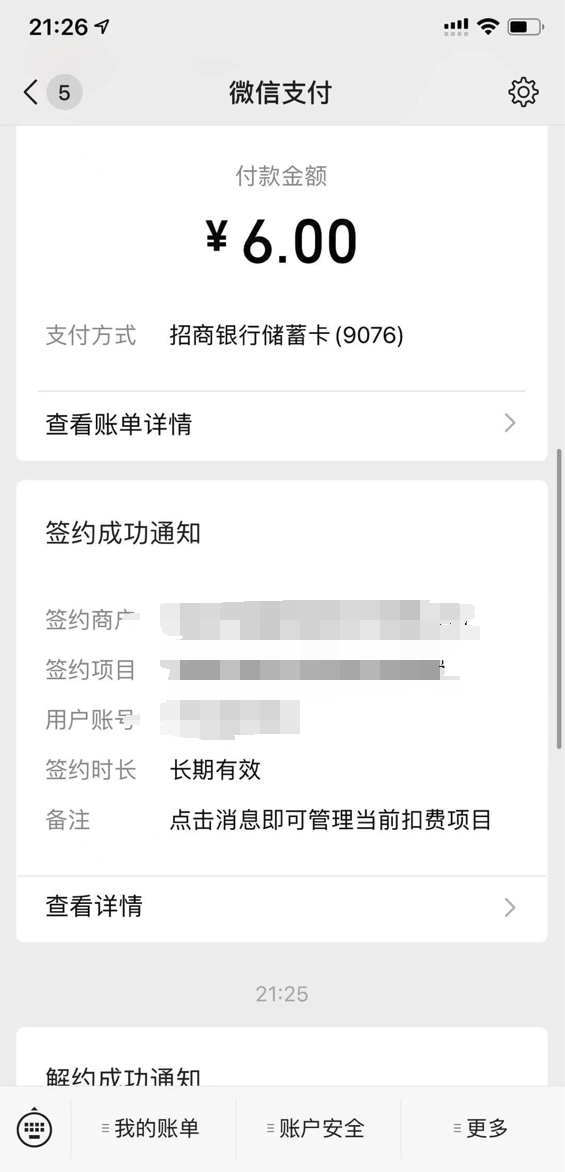 21:26
5
微信支付
付款金额
¥6.00
支付方式 招商银行储蓄卡(9076)
查看账单详情
签约成功通知
签约商户
签约项目
用户账号
签约时长 长期有效
备注 点击消息即可管理当前扣费项目
查看详情
21:25
解约成功通知
我的账单 账户安全 更多